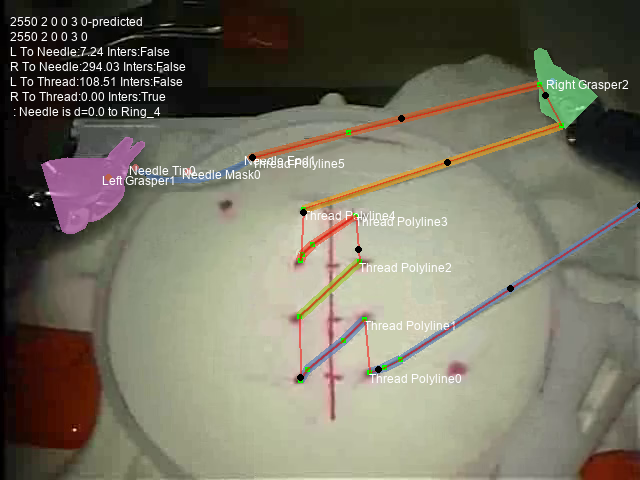 2550 2 0 0 3 0-predicted
2550 2 0 0 3 0
L To Needle:7.24 Inters:False
R To Needle:294.03 Inters:False
L To Thread:108.51 Inters:False
R To Thread:0.00 Inters:True
: Needle is d=0.0 to Ring_4
Right Grasper2
Thread Polyline5
Needle Tip0
Needle Mask0
Left Grasper1
Thread Polyline4
Thread Polyline3
Thread Polyline2
Thread Polyline1
Thread Polyline0